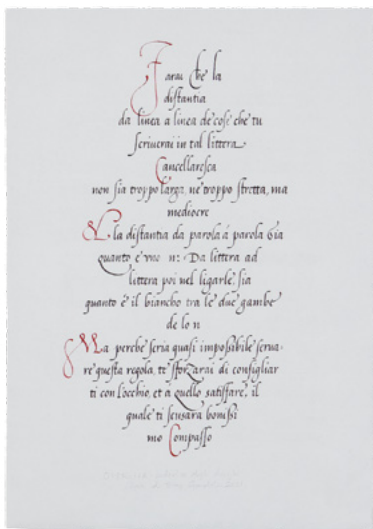 Farai che la
distantia
da linea a linea de cose che tu
scriverai in tal littera
Cancellaresca
non sia troppo larga, ne troppo stretta, ma
mediocre
E la distantia da parola á parola sia
quanto é vno n: Da littera ad
littera poi nel ligarle, sia
quanto é il biancho tra le due gambe
de lo n
Ma perche seria quasi impossibile serua-
re questa regola, te sforzarai di consigliar
ti con l'occhio, et á quello satisfare, il
quale ti scusara bonissi
mo Compasso